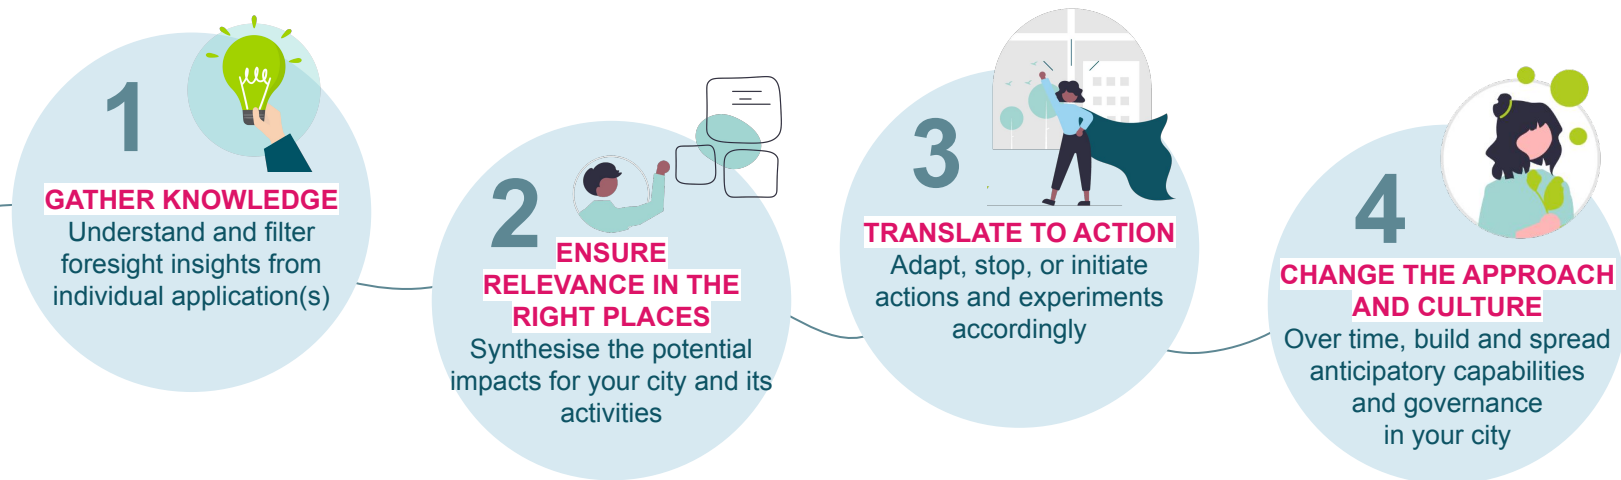 1
GATHER KNOWLEDGE
Understand and filter
foresight insights from
individual application(s)
2
ENSURE
RELEVANCE IN THE
RIGHT PLACES
Synthesise the potential
impacts for your city and its
activities
3
TRANSLATE TO ACTION
Adapt, stop, or initiate
actions and experiments
accordingly
4
CHANGE THE APPROACH
AND CULTURE
Over time, build and spread
anticipatory capabilities
and governance
in your city